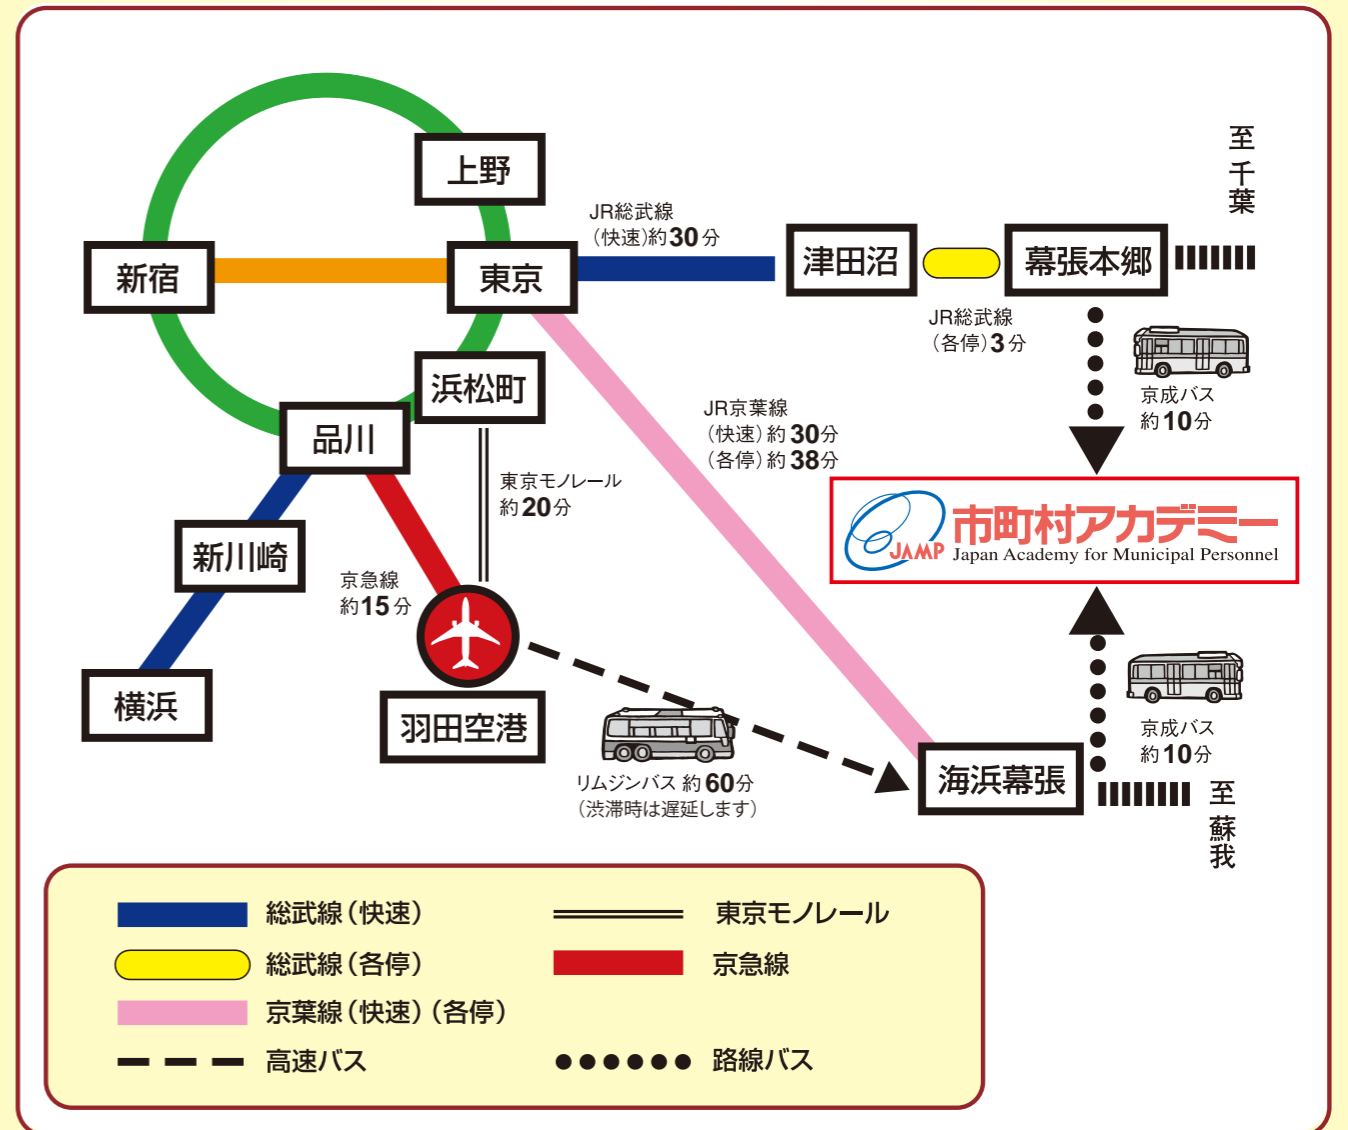 上野
至千葉
JR総武線
（快速）約30分
新宿
東京
津田沼
幕張本郷
JR総武線
（各停）3分
浜松町
京成バス
約10分
品川
JR京葉線
（快速）約30分
（各停）約38分
東京モノレール
約20分
JAMP
市町村アカデミー
Japan Academy for Municipal Personnel
新川崎
京急線
約15分
横浜
羽田空港
リムジンバス 約60分
（渋滞時は遅延します）
京成バス
約10分
海浜幕張
至蘇我
総武線（快速）
東京モノレール
総武線（各停）
京急線
京葉線（快速）（各停）
高速バス
路線バス